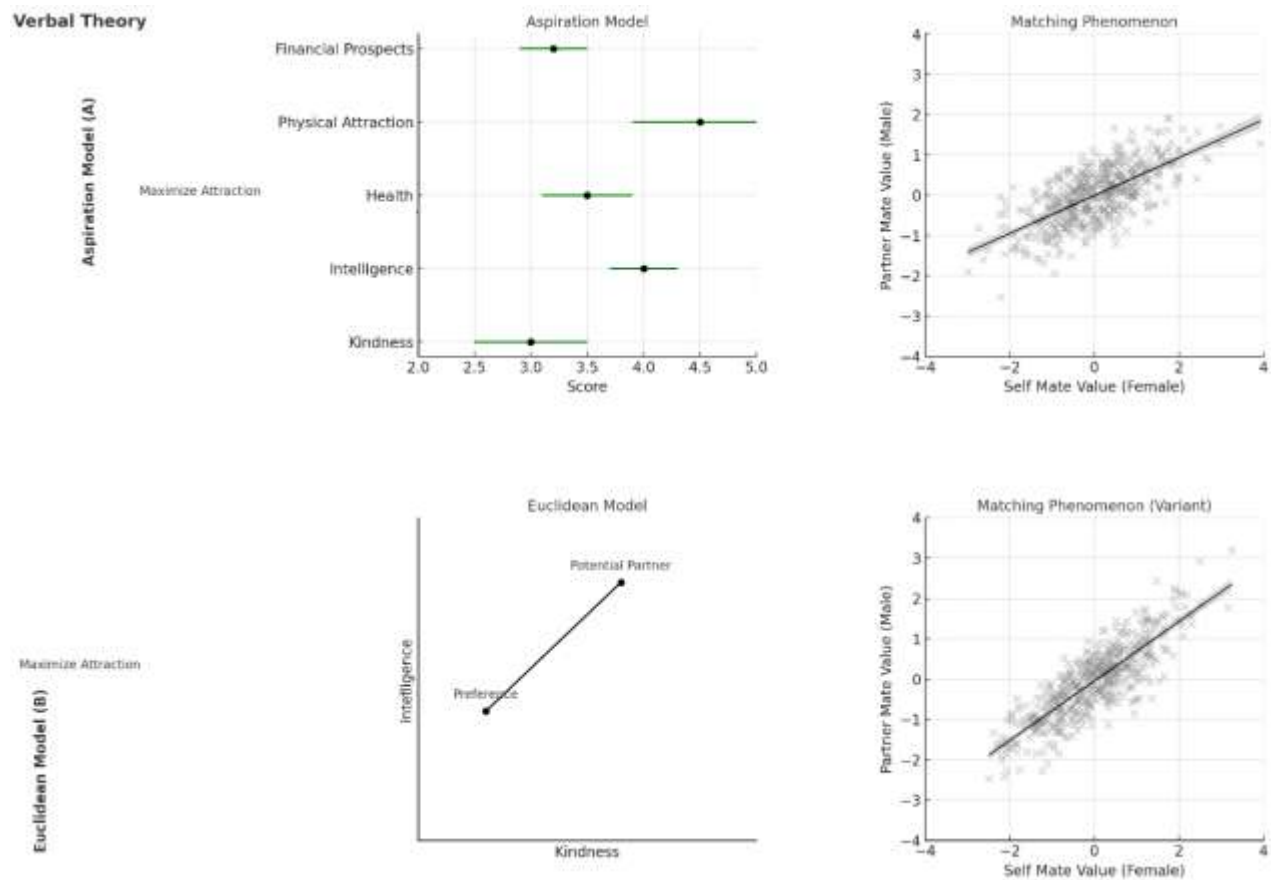 Verbal Theory
Aspiration Model (A)
Maximize Attraction
Aspiration Model
Financial Prospects
Physical Attraction
Health
Intelligence
Kindness
2.0 2.5 3.0 3.5 4.0 4.5 5.0
Score
Matching Phenomenon
Partner Mate Value (Male)
4
3
2
1
0
−1
−2
−3
−4
−4 −2 0 2 4
Self Mate Value (Female)
Euclidean Model (B)
Maximize Attraction
Euclidean Model
Intelligence
Potential Partner
Preference
Kindness
Matching Phenomenon (Variant)
Partner Mate Value (Male)
4
3
2
1
0
−1
−2
−3
−4
−4 −2 0 2 4
Self Mate Value (Female)